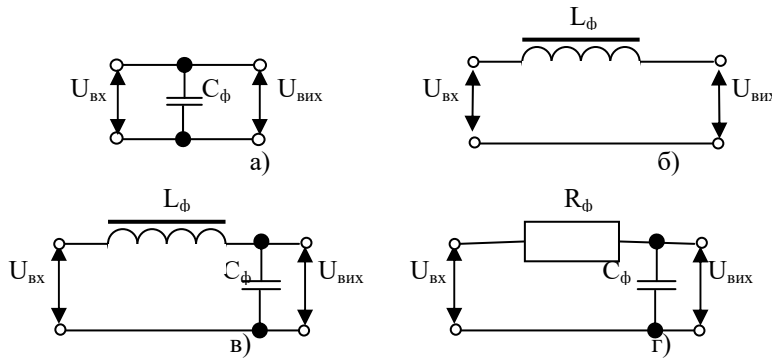 Lф
Uвх Cф Uвих
Uвх Uвих
а)
б)
Lф
Rф
Uвх Cф Uвих
Uвх Cф Uвих
в)
г)